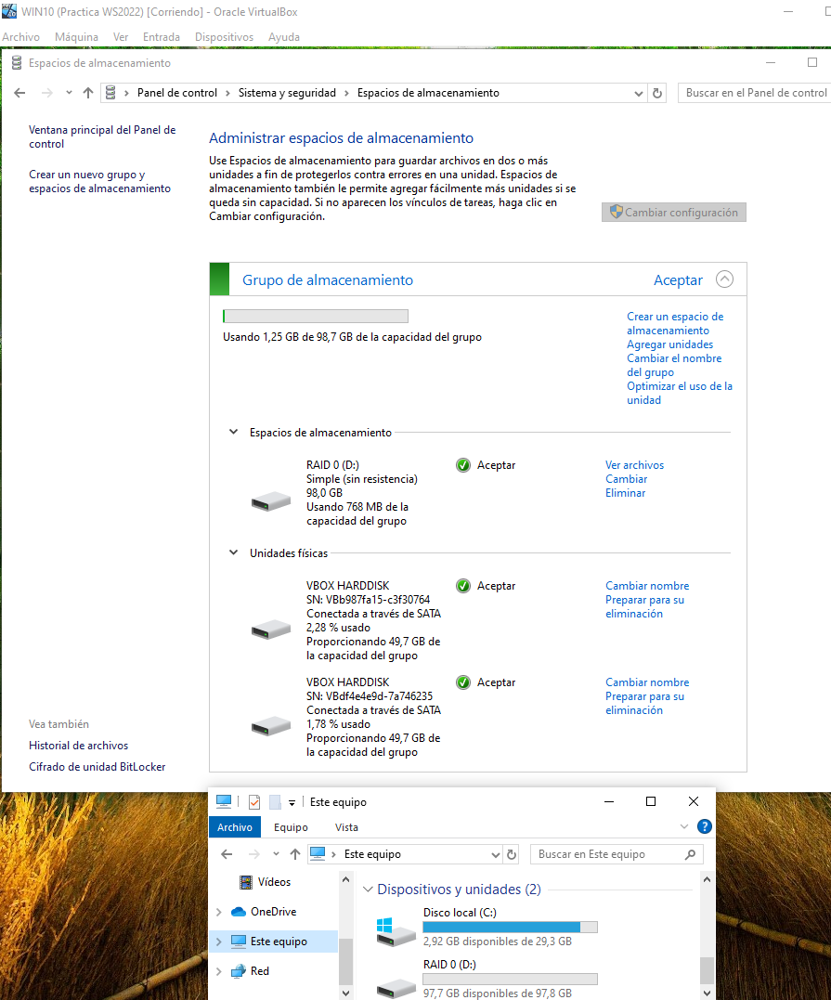 WIN10 (Practica WS2022) [Corriendo] - Oracle VirtualBox
Archivo Máquina Ver Entrada Dispositivos Ayuda
Espacios de almacenamiento
Panel de control > Sistema y seguridad > Espacios de almacenamiento
Buscar en el Panel de control
Ventana principal del Panel de
control
Crear un nuevo grupo y
espacios de almacenamiento
Administrar espacios de almacenamiento
Use Espacios de almacenamiento para guardar archivos en dos o más
unidades a fin de protegerlos contra errores en una unidad. Espacios de
almacenamiento también le permite agregar fácilmente más unidades si se
queda sin capacidad. Si no aparecen los vínculos de tareas, haga clic en
Cambiar configuración.
Cambiar configuración
Grupo de almacenamiento
Aceptar
Usando 1,25 GB de 98,7 GB de la capacidad del grupo
Crear un espacio de
almacenamiento
Agregar unidades
Cambiar el nombre
del grupo
Optimizar el uso de la
unidad
Espacios de almacenamiento
RAID 0 (D:)
Simple (sin resistencia)
98,0 GB
Usando 768 MB de la
capacidad del grupo
Aceptar
Ver archivos
Cambiar
Eliminar
Unidades físicas
VBOX HARDDISK
SN: VBb987fa15-c3f30764
Conectada a través de SATA
2,28 % usado
Proporcionando 49,7 GB de
la capacidad del grupo
Aceptar
Cambiar nombre
Preparar para su
eliminación
VBOX HARDDISK
SN: VBdf4e4e9d-7a746235
Conectada a través de SATA
1,78 % usado
Proporcionando 49,7 GB de
la capacidad del grupo
Aceptar
Cambiar nombre
Preparar para su
eliminación
Vea también
Historial de archivos
Cifrado de unidad BitLocker
Este equipo
Archivo Equipo Vista
Este equipo
Buscar en Este equipo
Vídeos
OneDrive
Este equipo
Red
Dispositivos y unidades (2)
Disco local (C:)
2,92 GB disponibles de 29,3 GB
RAID 0 (D:)
97,7 GB disponibles de 97,8 GB